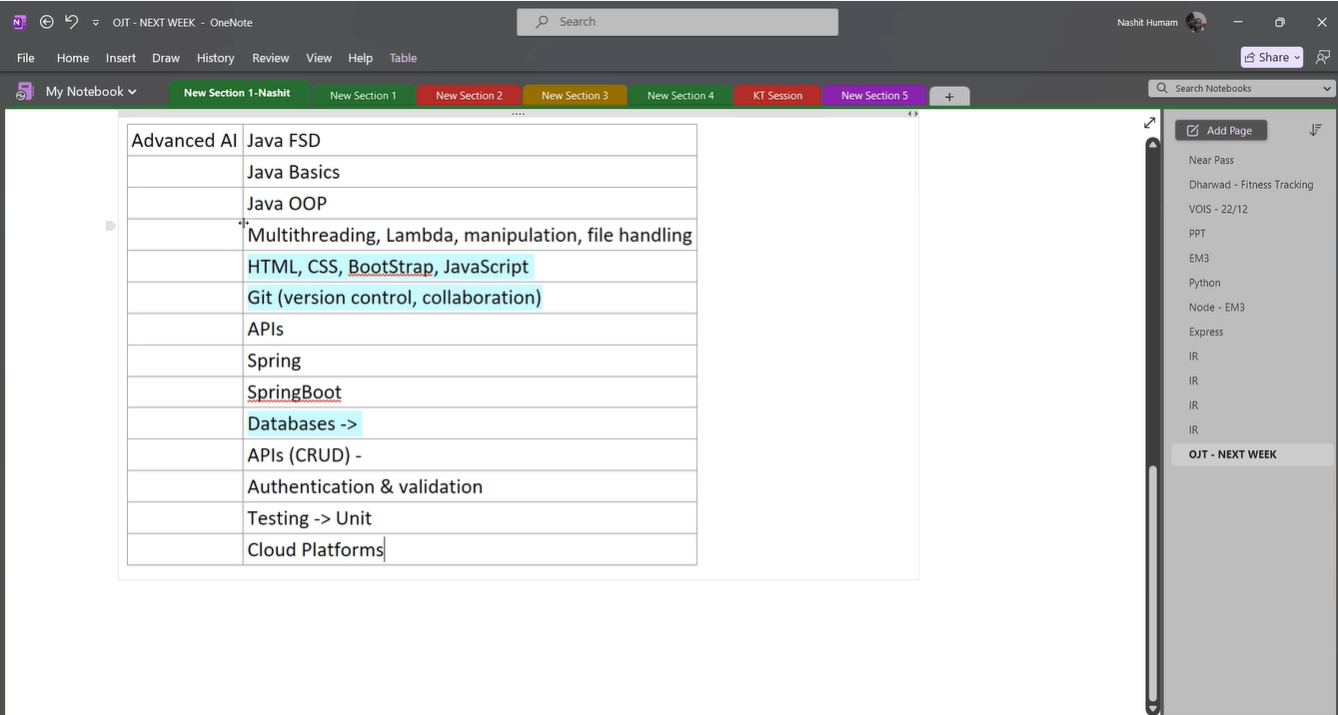 OJT - NEXT WEEK - OneNote
Search
Nashit Humam
File Home Insert Draw History Review View Help Table
Share
My Notebook
New Section 1-Nashit
New Section 1
New Section 2
New Section 3
New Section 4
KT Session
New Section 5
+
Search Notebooks
Advanced AI Java FSD
Java Basics
Java OOP
Multithreading, Lambda, manipulation, file handling
HTML, CSS, BootStrap, JavaScript
Git (version control, collaboration)
APIs
Spring
SpringBoot
Databases ->
APIs (CRUD) -
Authentication & validation
Testing -> Unit
Cloud Platforms
Add Page
Near Pass
Dharwad - Fitness Tracking
VOIS - 22/12
PPT
EM3
Python
Node - EM3
Express
IR
IR
IR
IR
OJT - NEXT WEEK